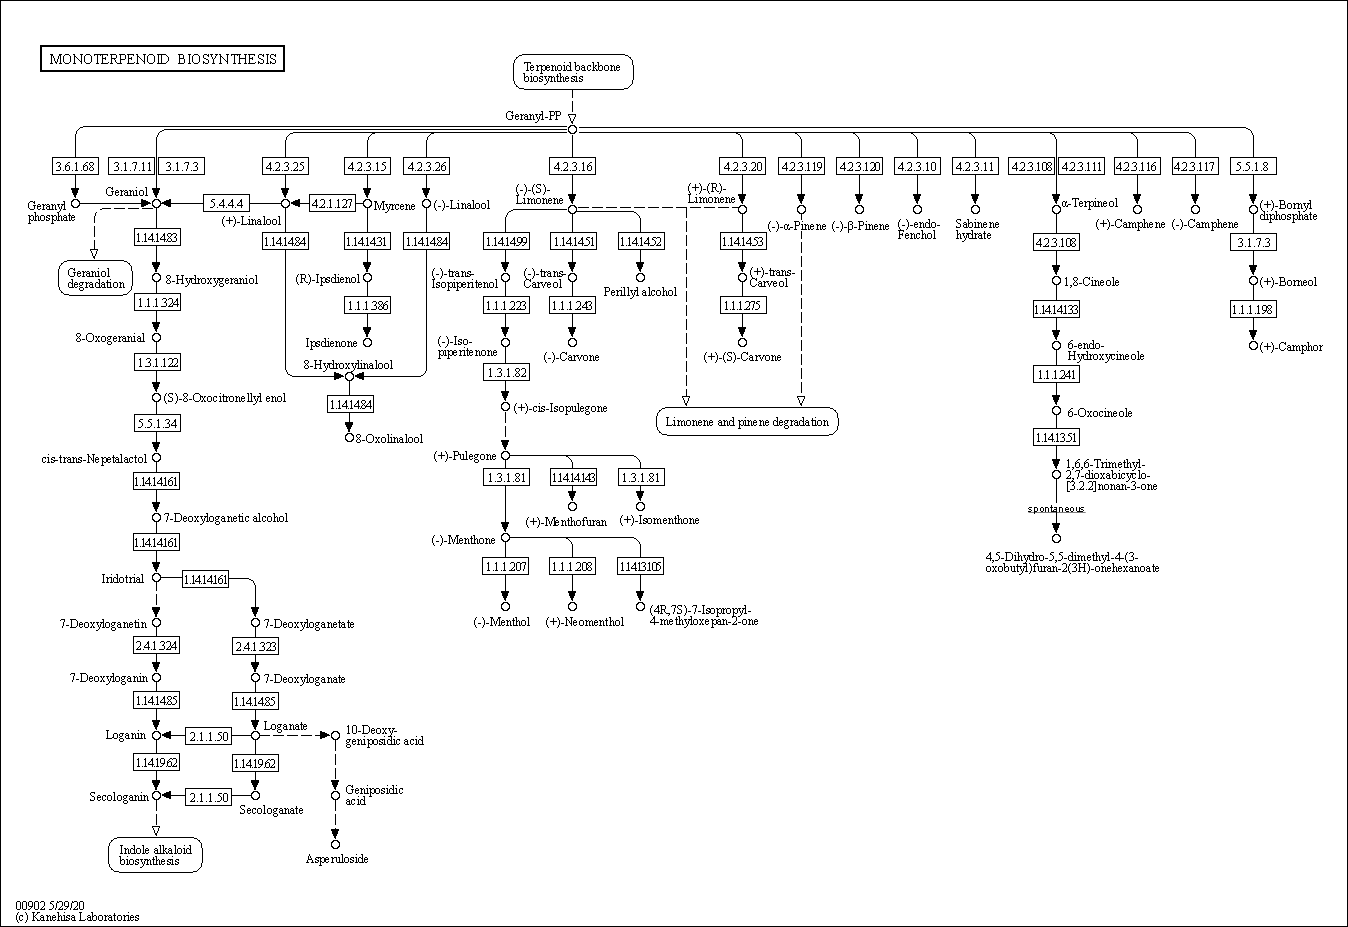 MONOTERPENOID BIOSYNTHESIS
Terpenoid backbone
biosynthesis
Geranyl-PP
3.6.1.68
3.1.7.11
3.1.7.3
4.2.3.25
4.2.3.15
4.2.3.26
4.2.3.16
4.2.3.20
4.2.3.119
4.2.3.120
4.2.3.10
4.2.3.11
4.2.3.108
4.2.3.111
4.2.3.116
4.2.3.117
5.5.1.8
Geranyl
phosphate
Geraniol
5.4.4.4
(+)-Linalool
4.2.1.127
Myrcene
(-)-Linalool
(-)-(S)-
Limonene
(+)-(R)-
Limonene
(-)-α-Pinene
(-)-β-Pinene
(-)-endo-
Fenchol
Sabinene
hydrate
α-Terpineol
(+)-Camphene
(-)-Camphene
(+)-Bornyl
diphosphate
1.14.14.83
1.14.14.84
1.14.14.31
1.14.14.84
1.14.14.99
1.14.14.51
1.14.14.52
1.14.14.53
4.2.3.108
3.1.7.3
Geraniol
degradation
8-Hydroxygeraniol
(R)-Ipsdienol
(-)-trans-
Isopiperitenol
(-)-trans-
Carveol
Perillyl alcohol
(+)-trans-
Carveol
1,8-Cineole
(+)-Borneol
1.1.1.324
1.1.1.386
1.1.1.223
1.1.1.243
1.1.1.275
1.14.14.133
1.1.1.198
8-Oxogeranial
Ipsdienone
(-)-Iso-
piperitenone
(-)-Carvone
(+)-(S)-Carvone
6-endo-
Hydroxycineole
(+)-Camphor
1.3.1.122
8-Hydroxylinalool
1.3.1.82
1.1.1.241
(S)-8-Oxocitronellyl enol
1.14.14.84
(+)-cis-Isopulegone
Limonene and pinene degradation
6-Oxocineole
5.5.1.34
8-Oxolinalool
1.14.13.51
cis-trans-Nepetalactol
(+)-Pulegone
1,6,6-Trimethyl-
2,7-dioxabicyclo-
[3.2.2]nonan-3-one
1.14.14.161
1.3.1.81
1.14.14.143
1.3.1.81
7-Deoxyloganetic alcohol
(+)-Menthofuran
(+)-Isomenthone
spontaneous
1.14.14.161
(-)-Menthone
4,5-Dihydro-5,5-dimethyl-4-(3-
oxobutyl)furan-2(3H)-onehexanoate
Iridotrial
1.14.14.161
1.1.1.207
1.1.1.208
1.14.13.105
7-Deoxyloganetin
7-Deoxyloganetate
(-)-Menthol
(+)-Neomenthol
(4R,7S)-7-Isopropyl-
4-methyloxepan-2-one
2.4.1.324
2.4.1.323
7-Deoxyloganin
7-Deoxyloganate
1.14.14.85
1.14.14.85
Loganin
2.1.1.50
Loganate
10-Deoxy-
geniposidic acid
1.14.19.62
1.14.19.62
Secologanin
2.1.1.50
Secologanate
Geniposidic
acid
Indole alkaloid
biosynthesis
Asperuloside
00902 5/29/20
(c) Kanehisa Laboratories